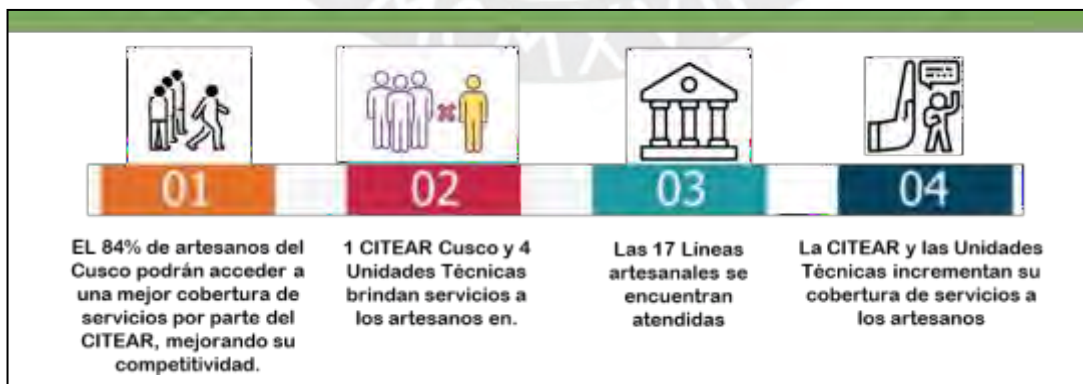 01
EL 84% de artesanos del
Cusco podrán acceder a
una mejor cobertura de
servicios por parte del
CITEAR, mejorando su
competitividad.
02
1 CITEAR Cusco y 4
Unidades Técnicas
brindan servicios a
los artesanos en.
03
Las 17 Lineas
artesanales se
encuentran
atendidas
04
La CITEAR y las Unidades
Técnicas incrementan su
cobertura de servicios a
los artesanos